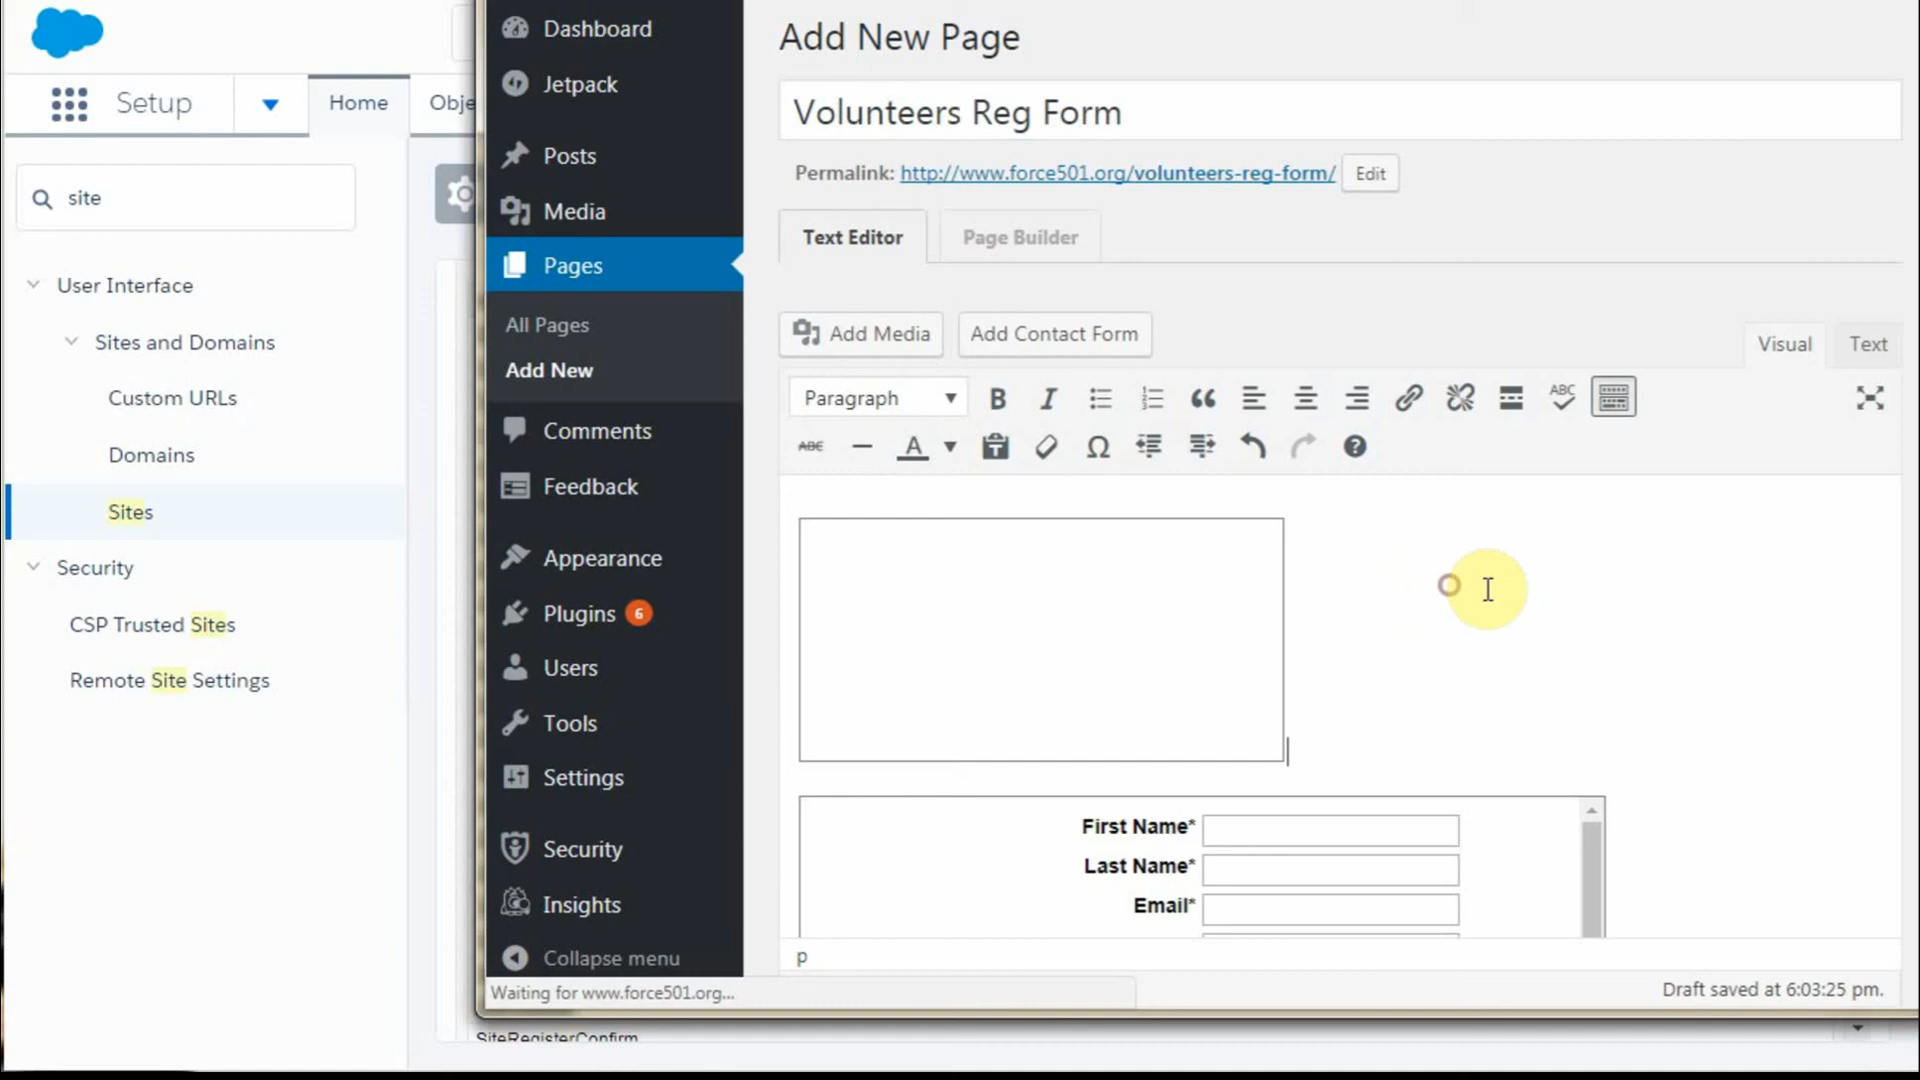 Setup
Home
Obje
site
User Interface
Sites and Domains
Custom URLs
Domains
Sites
Security
CSP Trusted Sites
Remote Site Settings
Dashboard
Jetpack
Posts
Media
Pages
All Pages
Add New
Comments
Feedback
Appearance
Plugins 6
Users
Tools
Settings
Security
Insights
Collapse menu
Waiting for www.force501.org...
Add New Page
Volunteers Reg Form
Permalink: http://www.force501.org/volunteers-reg-form/ Edit
Text Editor Page Builder
Add Media Add Contact Form Visual Text
Paragraph B I ABC
ABC A T Ω ?
First Name*
Last Name*
Email*
p
Draft saved at 6:03:25 pm.
SiteRegisterConfirm